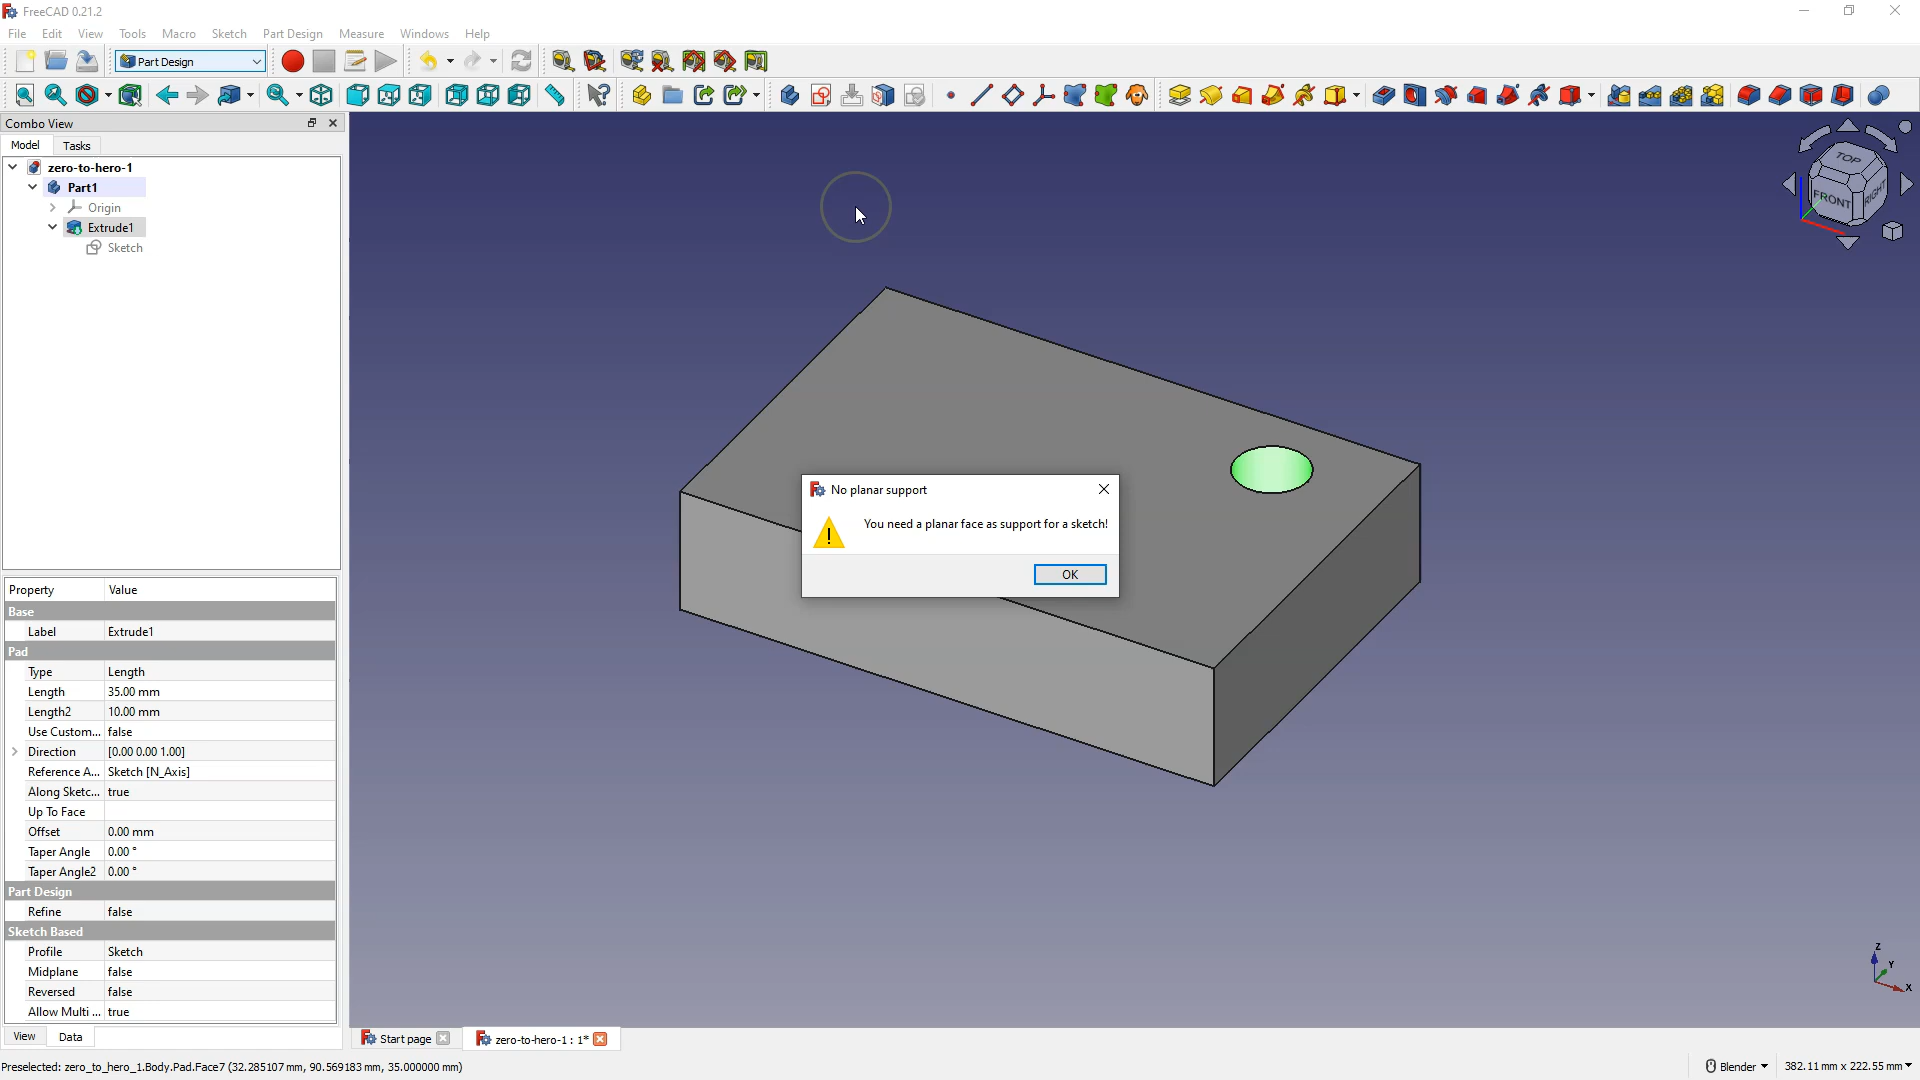 FreeCAD 0.21.2
File Edit View Tools Macro Sketch Part Design Measure Windows Help
Part Design
Combo View
Model Tasks
zero-to-hero-1
Part1
Origin
Extrude1
Sketch
TOP
FRONT
RIGHT
No planar support
You need a planar face as support for a sketch!
OK
Property Value
Base
Label Extrude1
Pad
Type Length
Length 35.00 mm
Length2 10.00 mm
Use Custom... false
Direction [0.00 0.00 1.00]
Reference A... Sketch [N_Axis]
Along Sketc... true
Up To Face
Offset 0.00 mm
Taper Angle 0.00 °
Taper Angle2 0.00 °
Part Design
Refine false
Sketch Based
Profile Sketch
Midplane false
Reversed false
Allow Multi ... true
Z
Y
X
View Data
Start page zero-to-hero-1 : 1*
Preselected: zero_to_hero_1.Body.Pad.Face7 (32.285107 mm, 90.569183 mm, 35.000000 mm)
Blender 382.11 mm x 222.55 mm